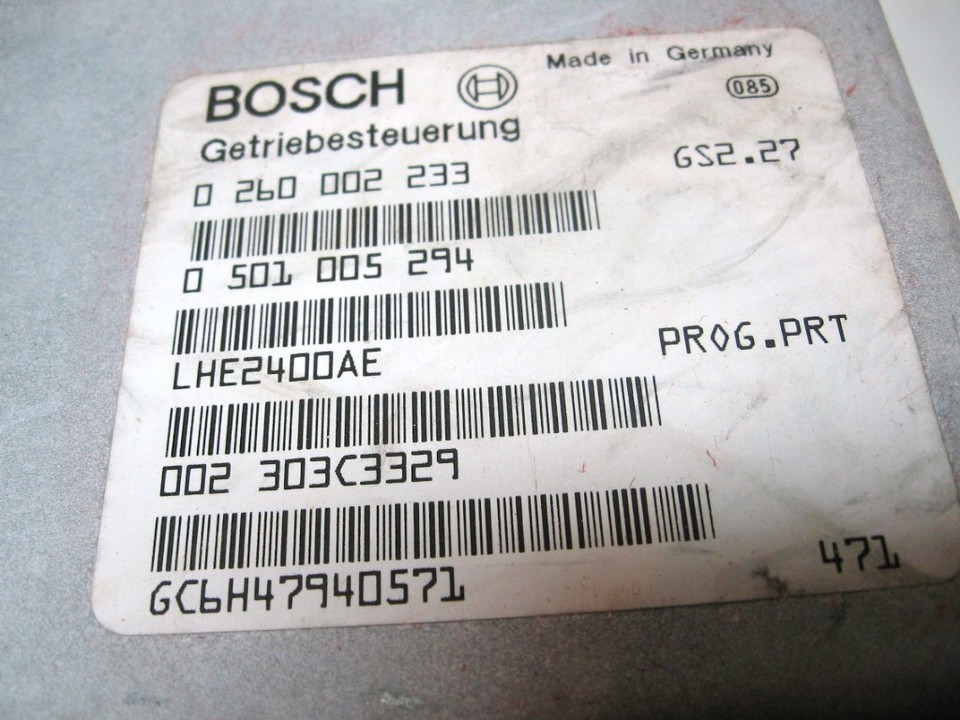 BOSCH
Made in Germany
085
Getriebesteuerung
GS2.27
0 260 002 233
0 501 005 294
LHE2400AE
PROG.PRT
002 303C3329
GC6H47940571
471